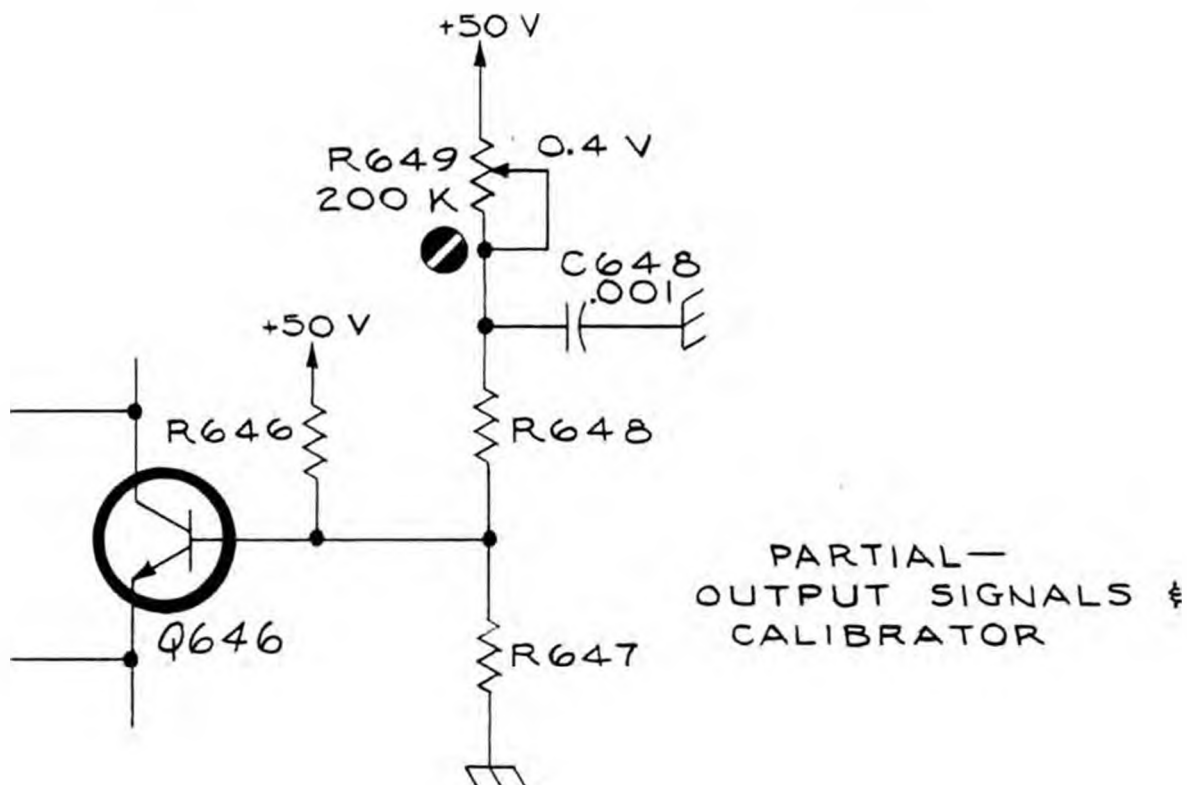 +50 V
R649
200 K
0.4 V
C648
.001
+50 V
R646
R648
Q646
R647
PARTIAL—
OUTPUT SIGNALS &
CALIBRATOR